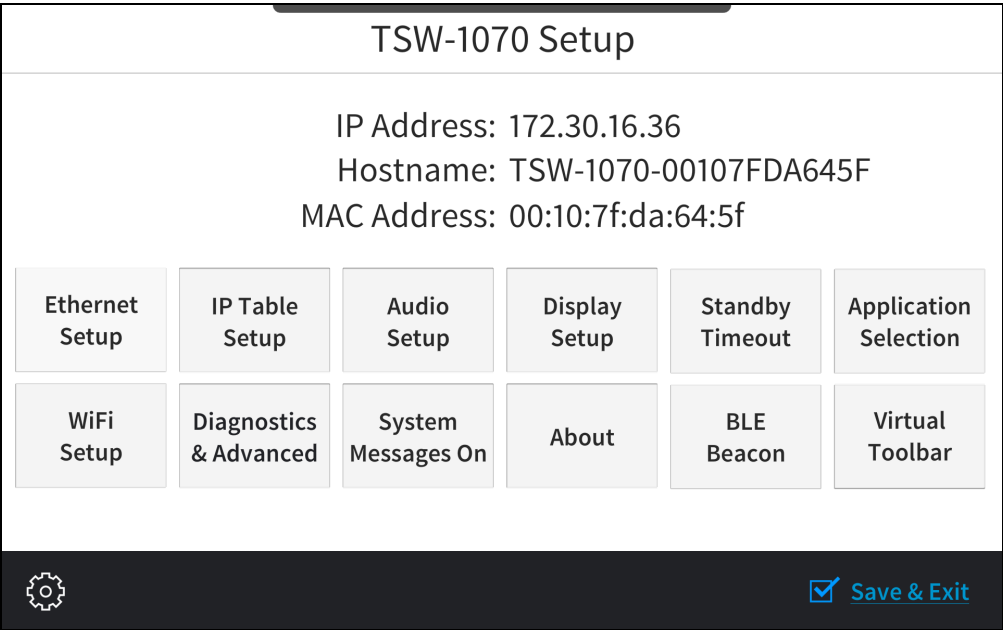 TSW-1070 Setup
IP Address: 172.30.16.36
Hostname: TSW-1070-00107FDA645F
MAC Address: 00:10:7f:da:64:5f
Ethernet
Setup
IP Table
Setup
Audio
Setup
Display
Setup
Standby
Timeout
Application
Selection
WiFi
Setup
Diagnostics
& Advanced
System
Messages On
About
BLE
Beacon
Virtual
Toolbar
Save & Exit